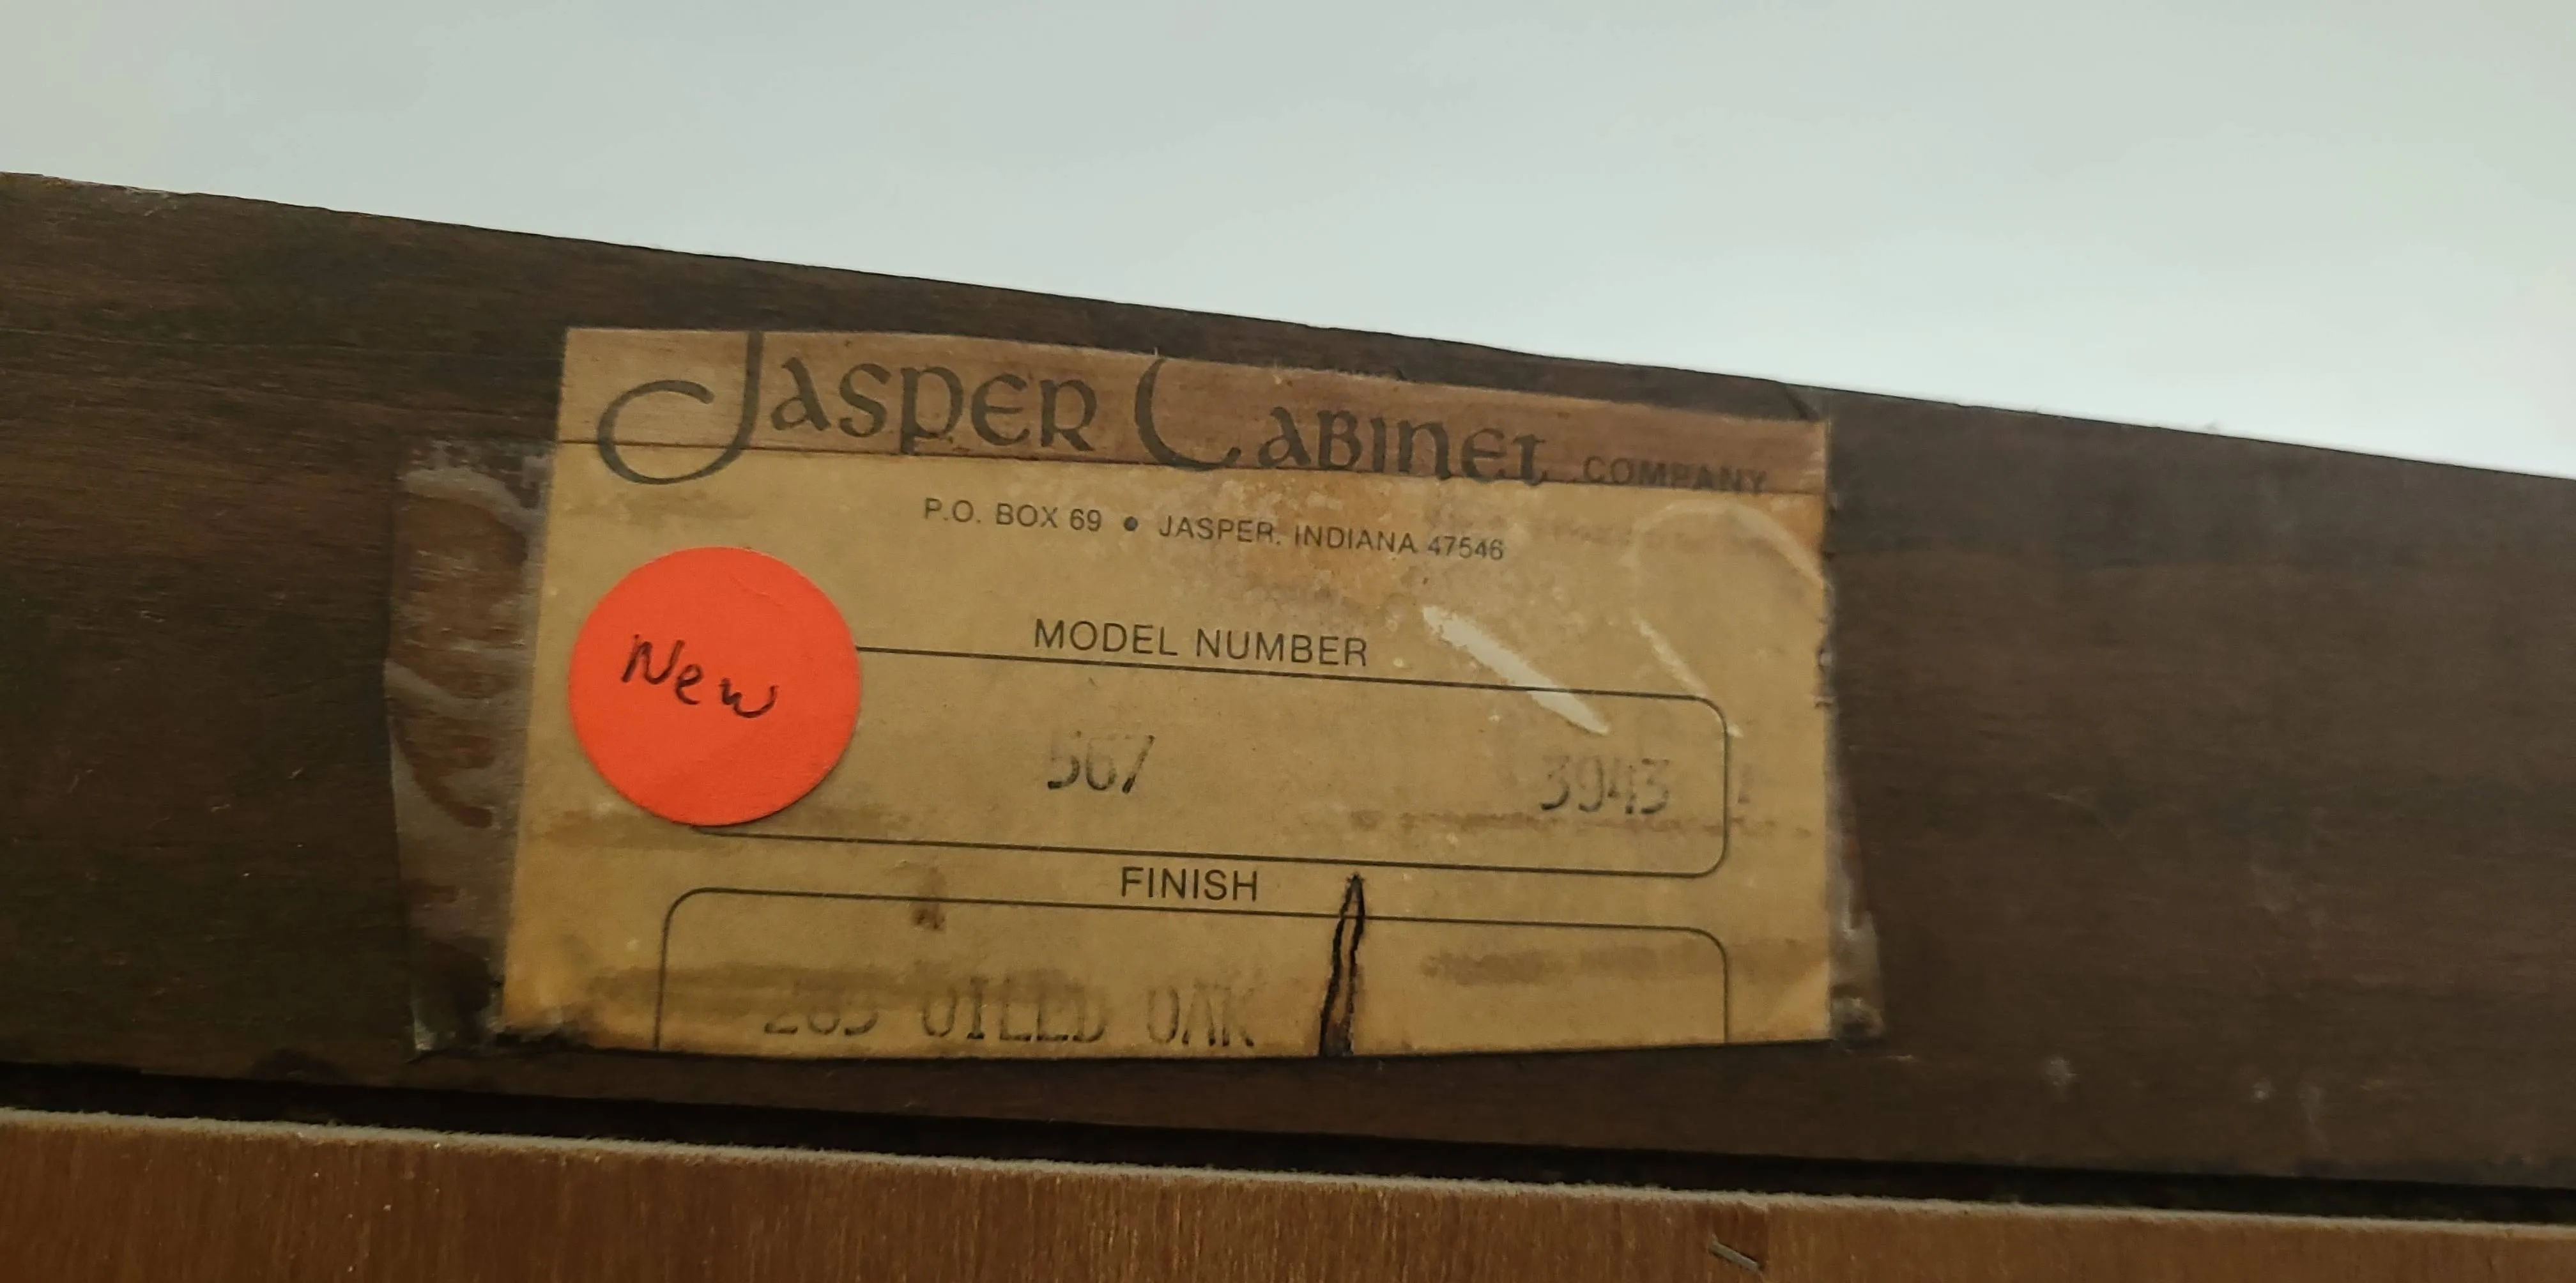 JASPER CABINET COMPANY
P.O. BOX 69 • JASPER, INDIANA 47546
New
MODEL NUMBER
567 3943
FINISH
OILED OAK